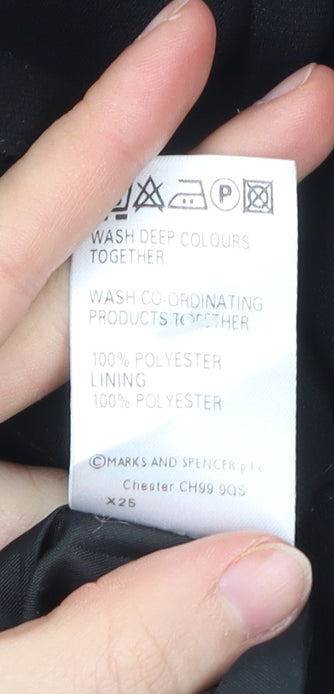 P
WASH DEEP COLOURS
TOGETHER
WASH CO-ORDINATING
PRODUCTS TOGETHER
100% POLYESTER
LINING
100% POLYESTER
©MARKS AND SPENCER plc
Chester CH99 9QS
X25